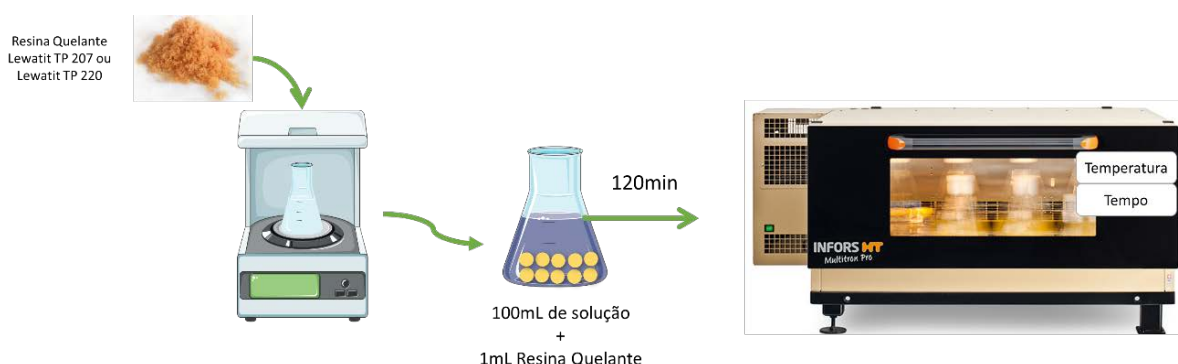 Resina Quelante
Lewatit TP 207 ou
Lewatit TP 220
120min
100mL de solução
+
1mL Resina Quelante
Temperatura
Tempo
INFORS HT
Multitron Pro